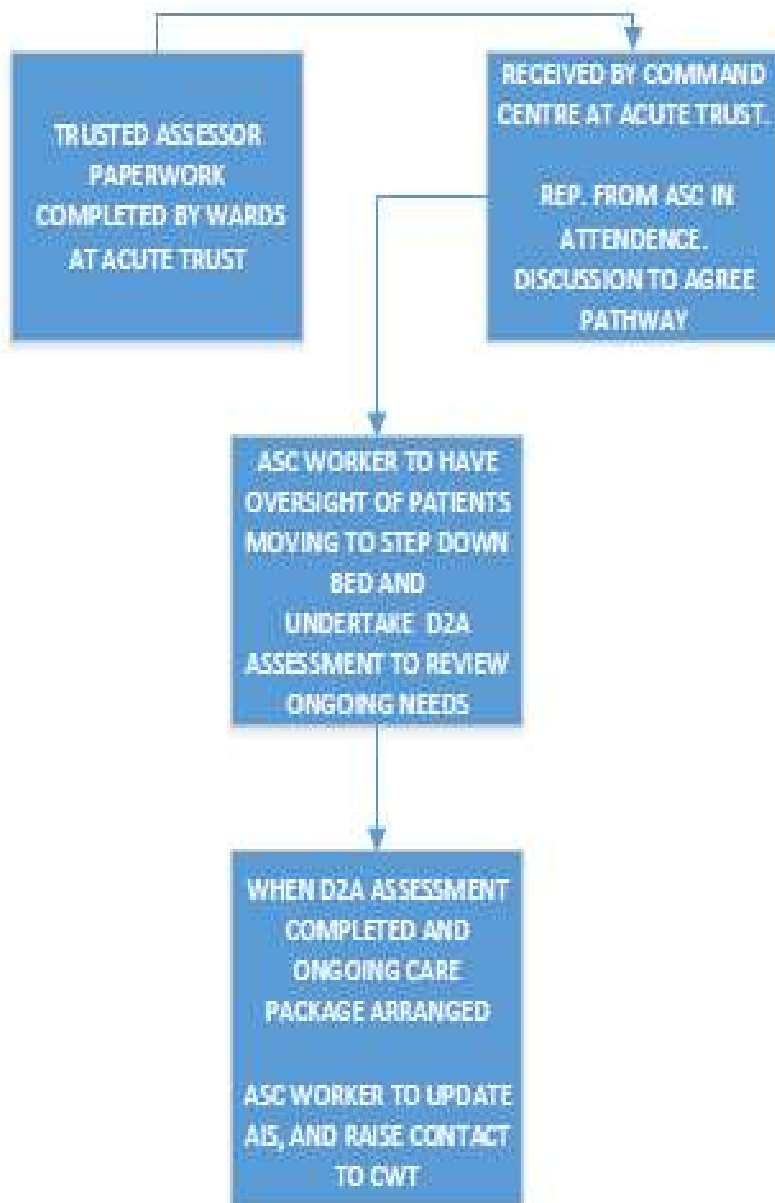 TRUSTED ASSESSOR
PAPERWORK
COMPLETED BY WARDS
AT ACUTE TRUST
RECEIVED BY COMMAND
CENTRE AT ACUTE TRUST.
REP. FROM ASC IN
ATTENDENCE.
DISCUSSION TO AGREE
PATHWAY
ASC WORKER TO HAVE
OVERSIGHT OF PATIENTS
MOVING TO STEP DOWN
BED AND
UNDERTAKE D2A
ASSESSMENT TO REVIEW
ONGOING NEEDS
WHEN D2A ASSESSMENT
COMPLETED AND
ONGOING CARE
PACKAGE ARRANGED
ASC WORKER TO UPDATE
AIS, AND RAISE CONTACT
TO CWT